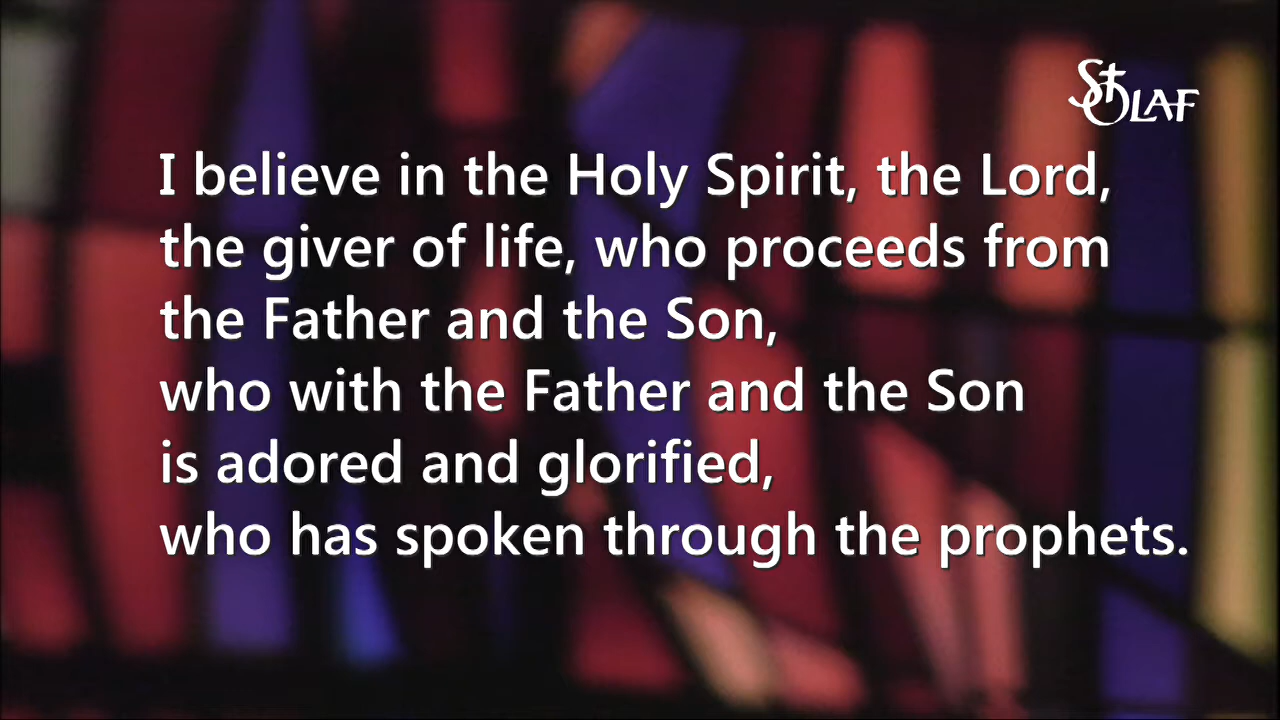 St OLAF
I believe in the Holy Spirit, the Lord,
the giver of life, who proceeds from
the Father and the Son,
who with the Father and the Son
is adored and glorified,
who has spoken through the prophets.